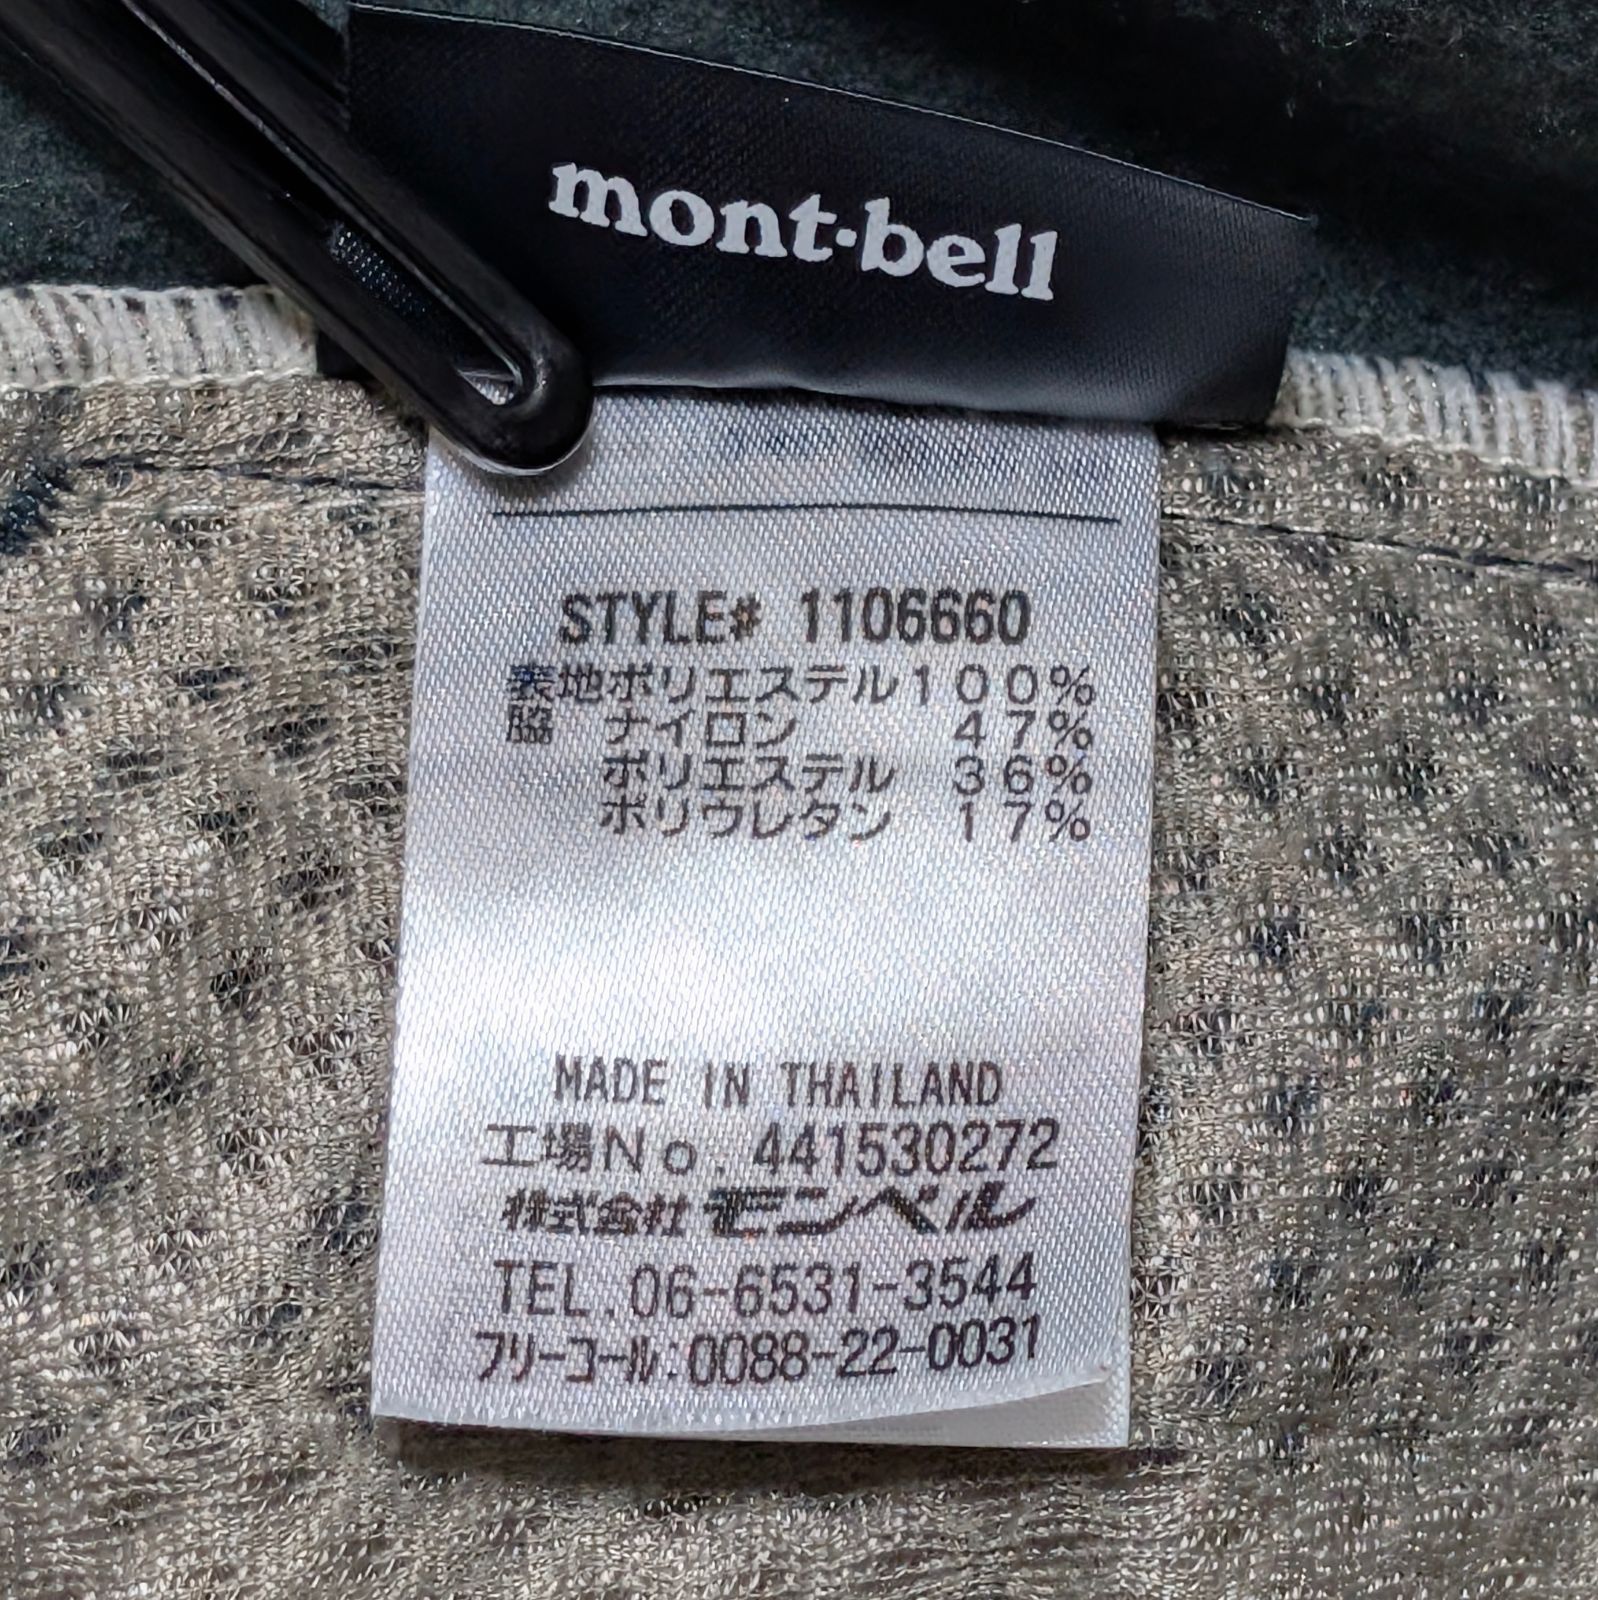 mont·bell
STYLE# 1106660
表地ポリエステル100%
脇 ナイロン 47%
ポリエステル 36%
ポリウレタン 17%
MADE IN THAILAND
工場No. 441530272
株式会社 モンベル
TEL.06-6531-3544
フリーコール:0088-22-0031